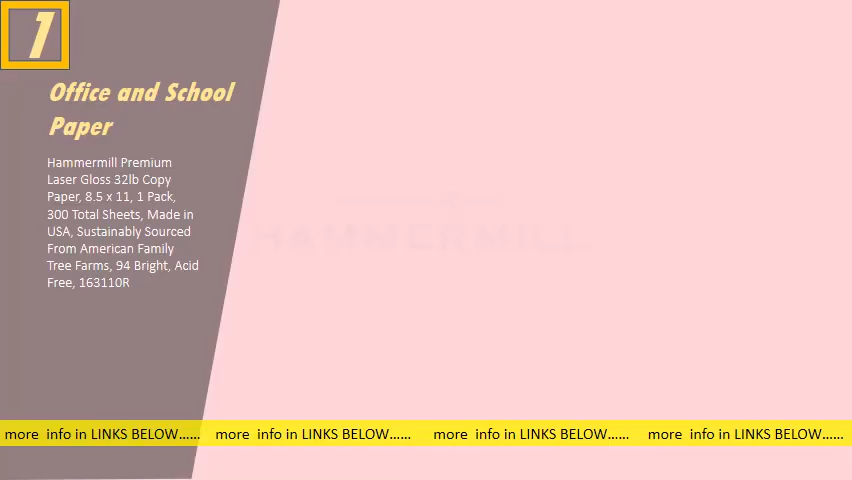 1
Office and School
Paper
Hammermill Premium
Laser Gloss 32lb Copy
Paper, 8.5 x 11, 1 Pack,
300 Total Sheets, Made in
USA, Sustainably Sourced
From American Family
Tree Farms, 94 Bright, Acid
Free, 163110R
HAMMERMILL
more info in LINKS BELOW...... more info in LINKS BELOW...... more info in LINKS BELOW...... more info in LINKS BELOW......